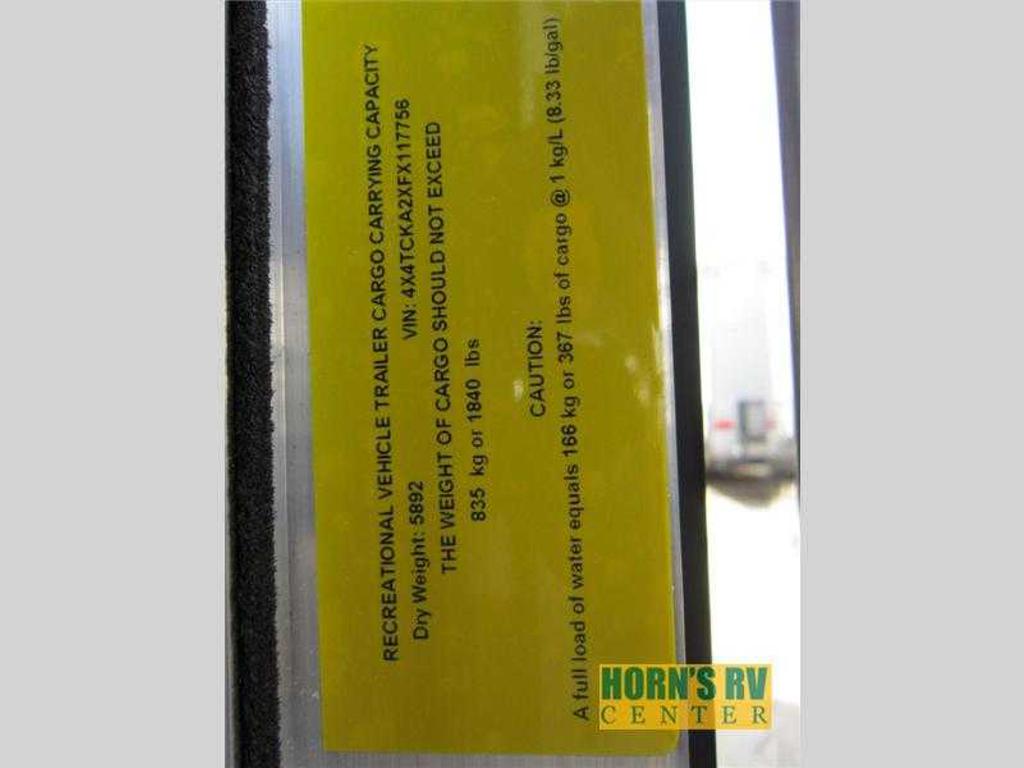 RECREATIONAL VEHICLE TRAILER CARGO CARRYING CAPACITY
Dry Weight: 5892 VIN: 4X4TCKA2XFX117756
THE WEIGHT OF CARGO SHOULD NOT EXCEED
835 kg or 1840 lbs
CAUTION:
A full load of water equals 166 kg or 367 lbs of cargo @ 1 kg/L (8.33 lb/gal)
HORN'S RV
CENTER